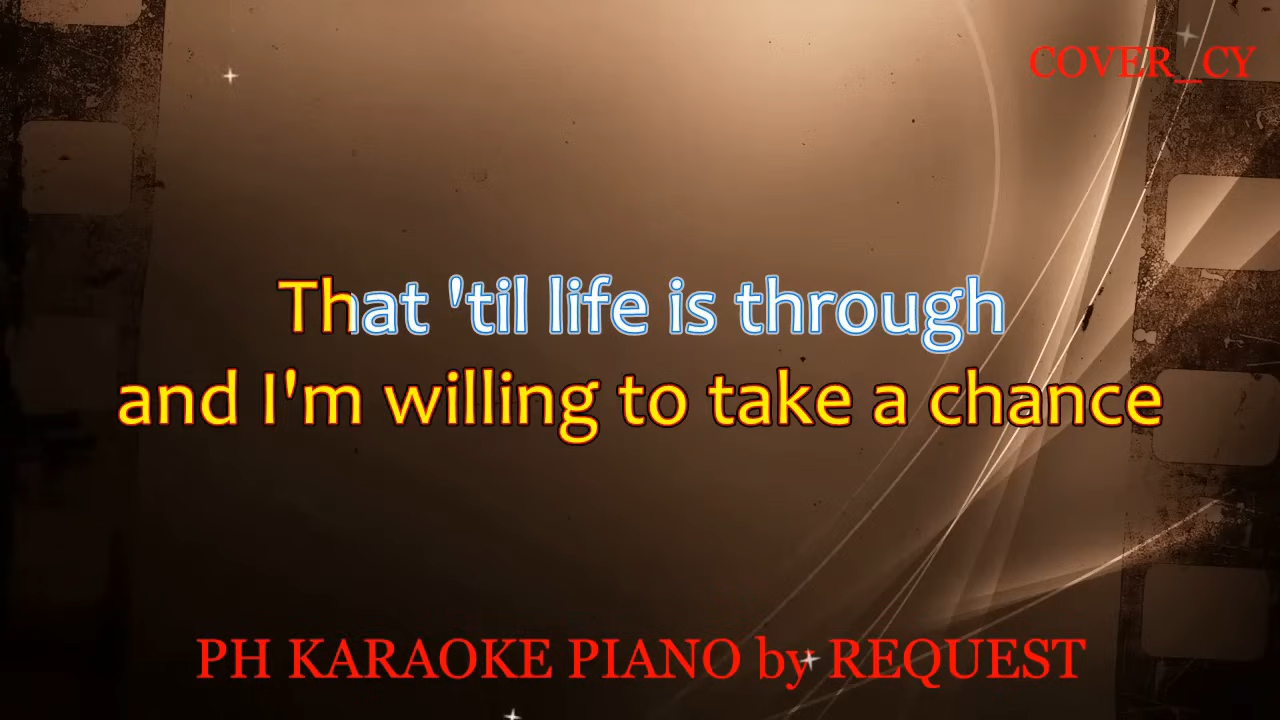 COVER_CY
That 'til life is through
and I'm willing to take a chance
PH KARAOKE PIANO by REQUEST